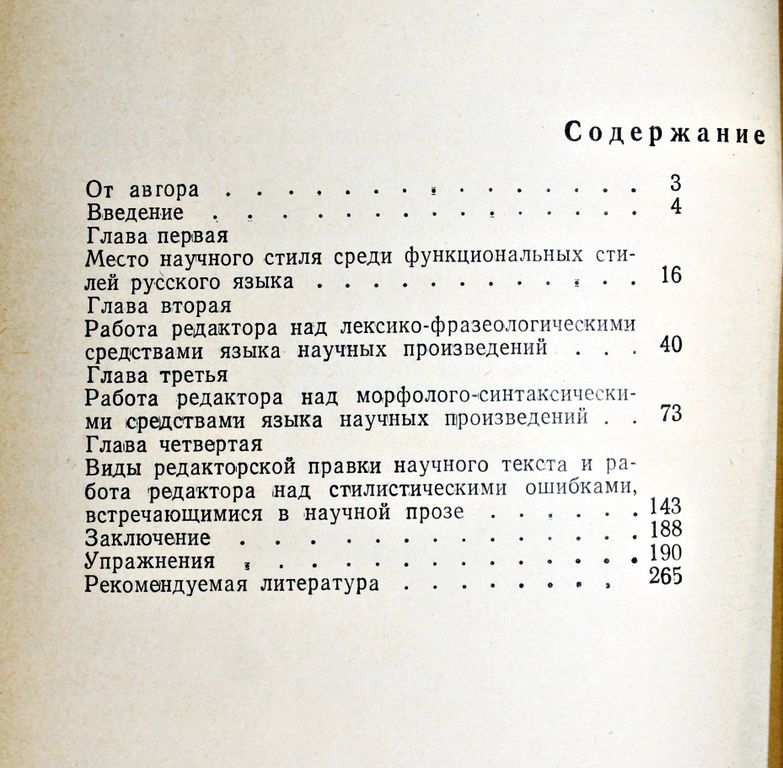 Содержание
От автора . . . . . . . . . . . . . . 3
Введение . . . . . . . . . . . . . . 4
Глава первая
Место научного стиля среди функциональных сти-
лей русского языка . . . . . . . . . . . 16
Глава вторая
Работа редактора над лексико-фразеологическими
средствами языка научных произведений . . . 40
Глава третья
Работа редактора над морфолого-синтаксически-
ми средствами языка научных произведений . . 73
Глава четвертая
Виды редакторской правки научного текста и ра-
бота редактора над стилистическими ошибками,
встречающимися в научной прозе . . . . . . 143
Заключение . . . . . . . . . . . . . 188
Упражнения . . . . . . . . . . . . . 190
Рекомендуемая литература . . . . . . . . 265